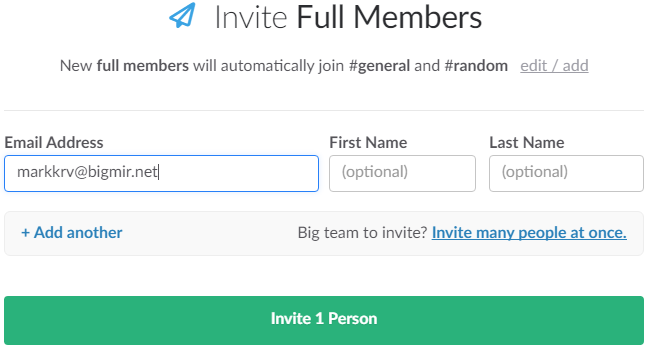 Invite Full Members
New full members will automatically join #general and #random edit / add
Email Address First Name Last Name
markkrv@bigmir.net (optional) (optional)
+ Add another Big team to invite? Invite many people at once.
Invite 1 Person